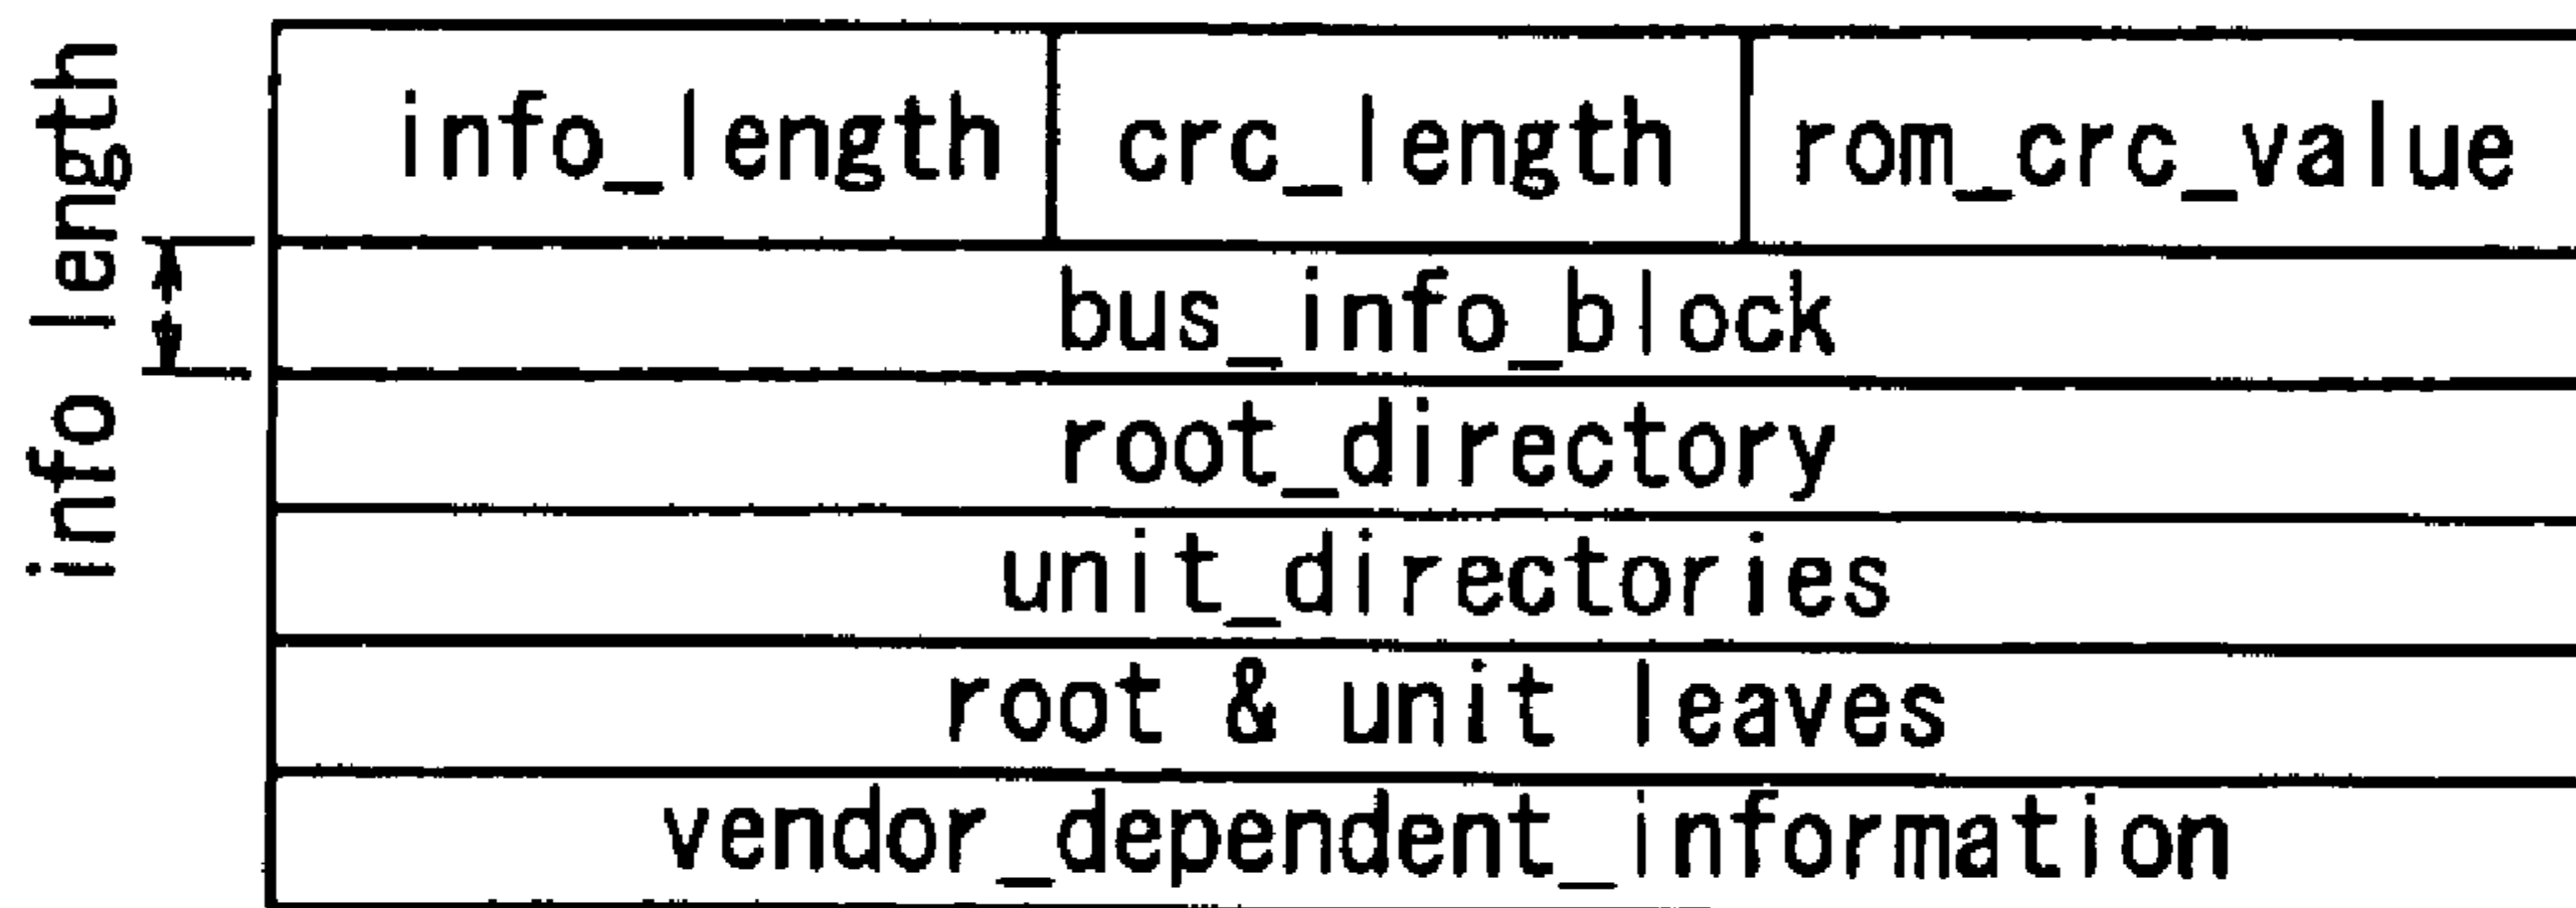 info length
info_length crc_length rom_crc_value
bus_info_block
root_directory
unit_directories
root & unit leaves
vendor_dependent_information